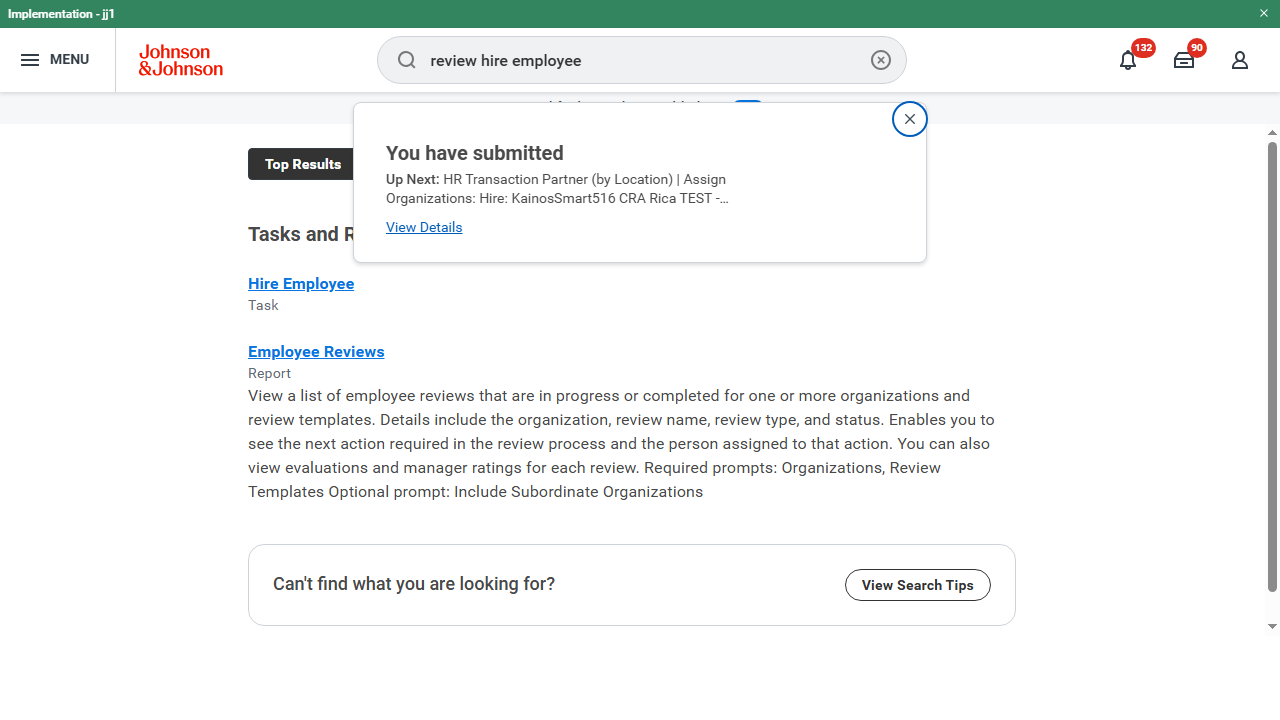 Implementation - jj1
MENU
Johnson
&Johnson
review hire employee
132
90
You have submitted
Up Next: HR Transaction Partner (by Location) | Assign
Organizations: Hire: KainosSmart516 CRA Rica TEST -...
View Details
Top Results
Tasks and R
Hire Employee
Task
Employee Reviews
Report
View a list of employee reviews that are in progress or completed for one or more organizations and
review templates. Details include the organization, review name, review type, and status. Enables you to
see the next action required in the review process and the person assigned to that action. You can also
view evaluations and manager ratings for each review. Required prompts: Organizations, Review
Templates Optional prompt: Include Subordinate Organizations
Can't find what you are looking for?
View Search Tips